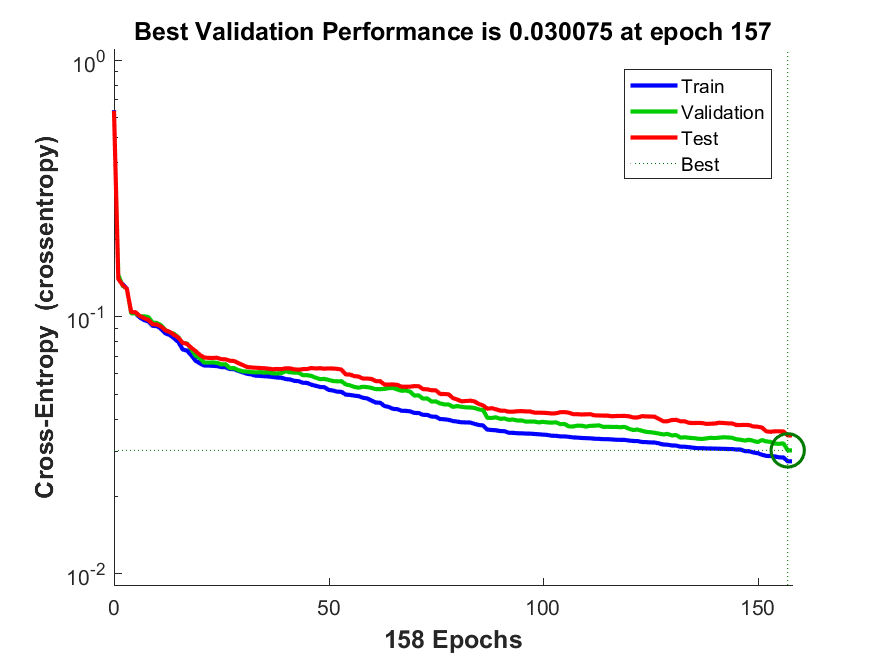 Best Validation Performance is 0.030075 at epoch 157
Train
Validation
Test
Best
Cross-Entropy (crossentropy)
10^0
10^-1
10^-2
0 50 100 150
158 Epochs